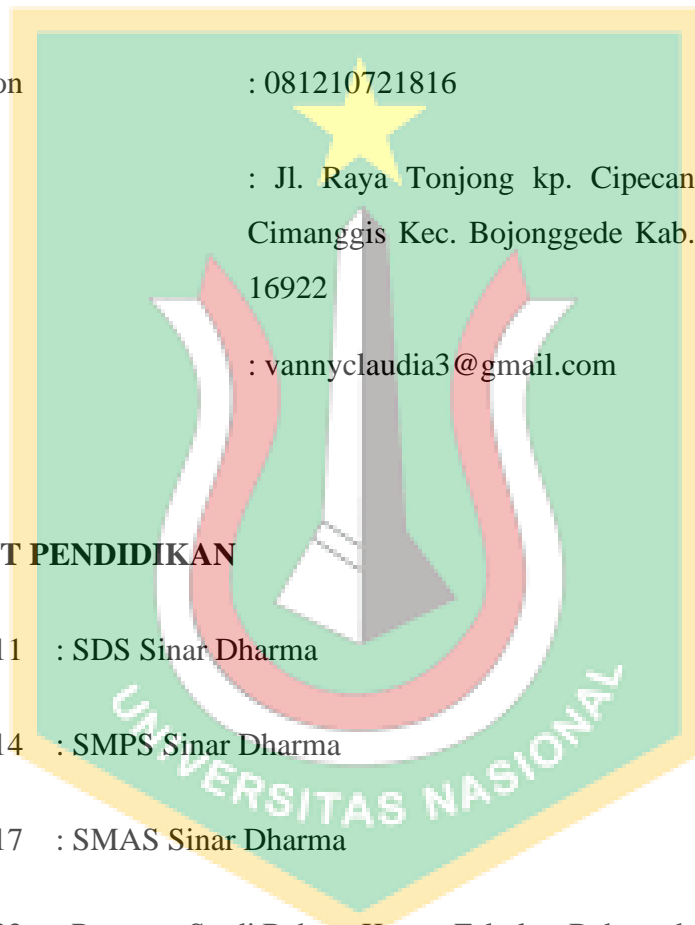 on : 081210721816
: Jl. Raya Tonjong kp. Cipecan
Cimanggis Kec. Bojonggede Kab.
16922
: vannyclaudia3@gmail.com
T PENDIDIKAN
11 : SDS Sinar Dharma
14 : SMPS Sinar Dharma
17 : SMAS Sinar Dharma
UNIVERSITAS NASIONAL